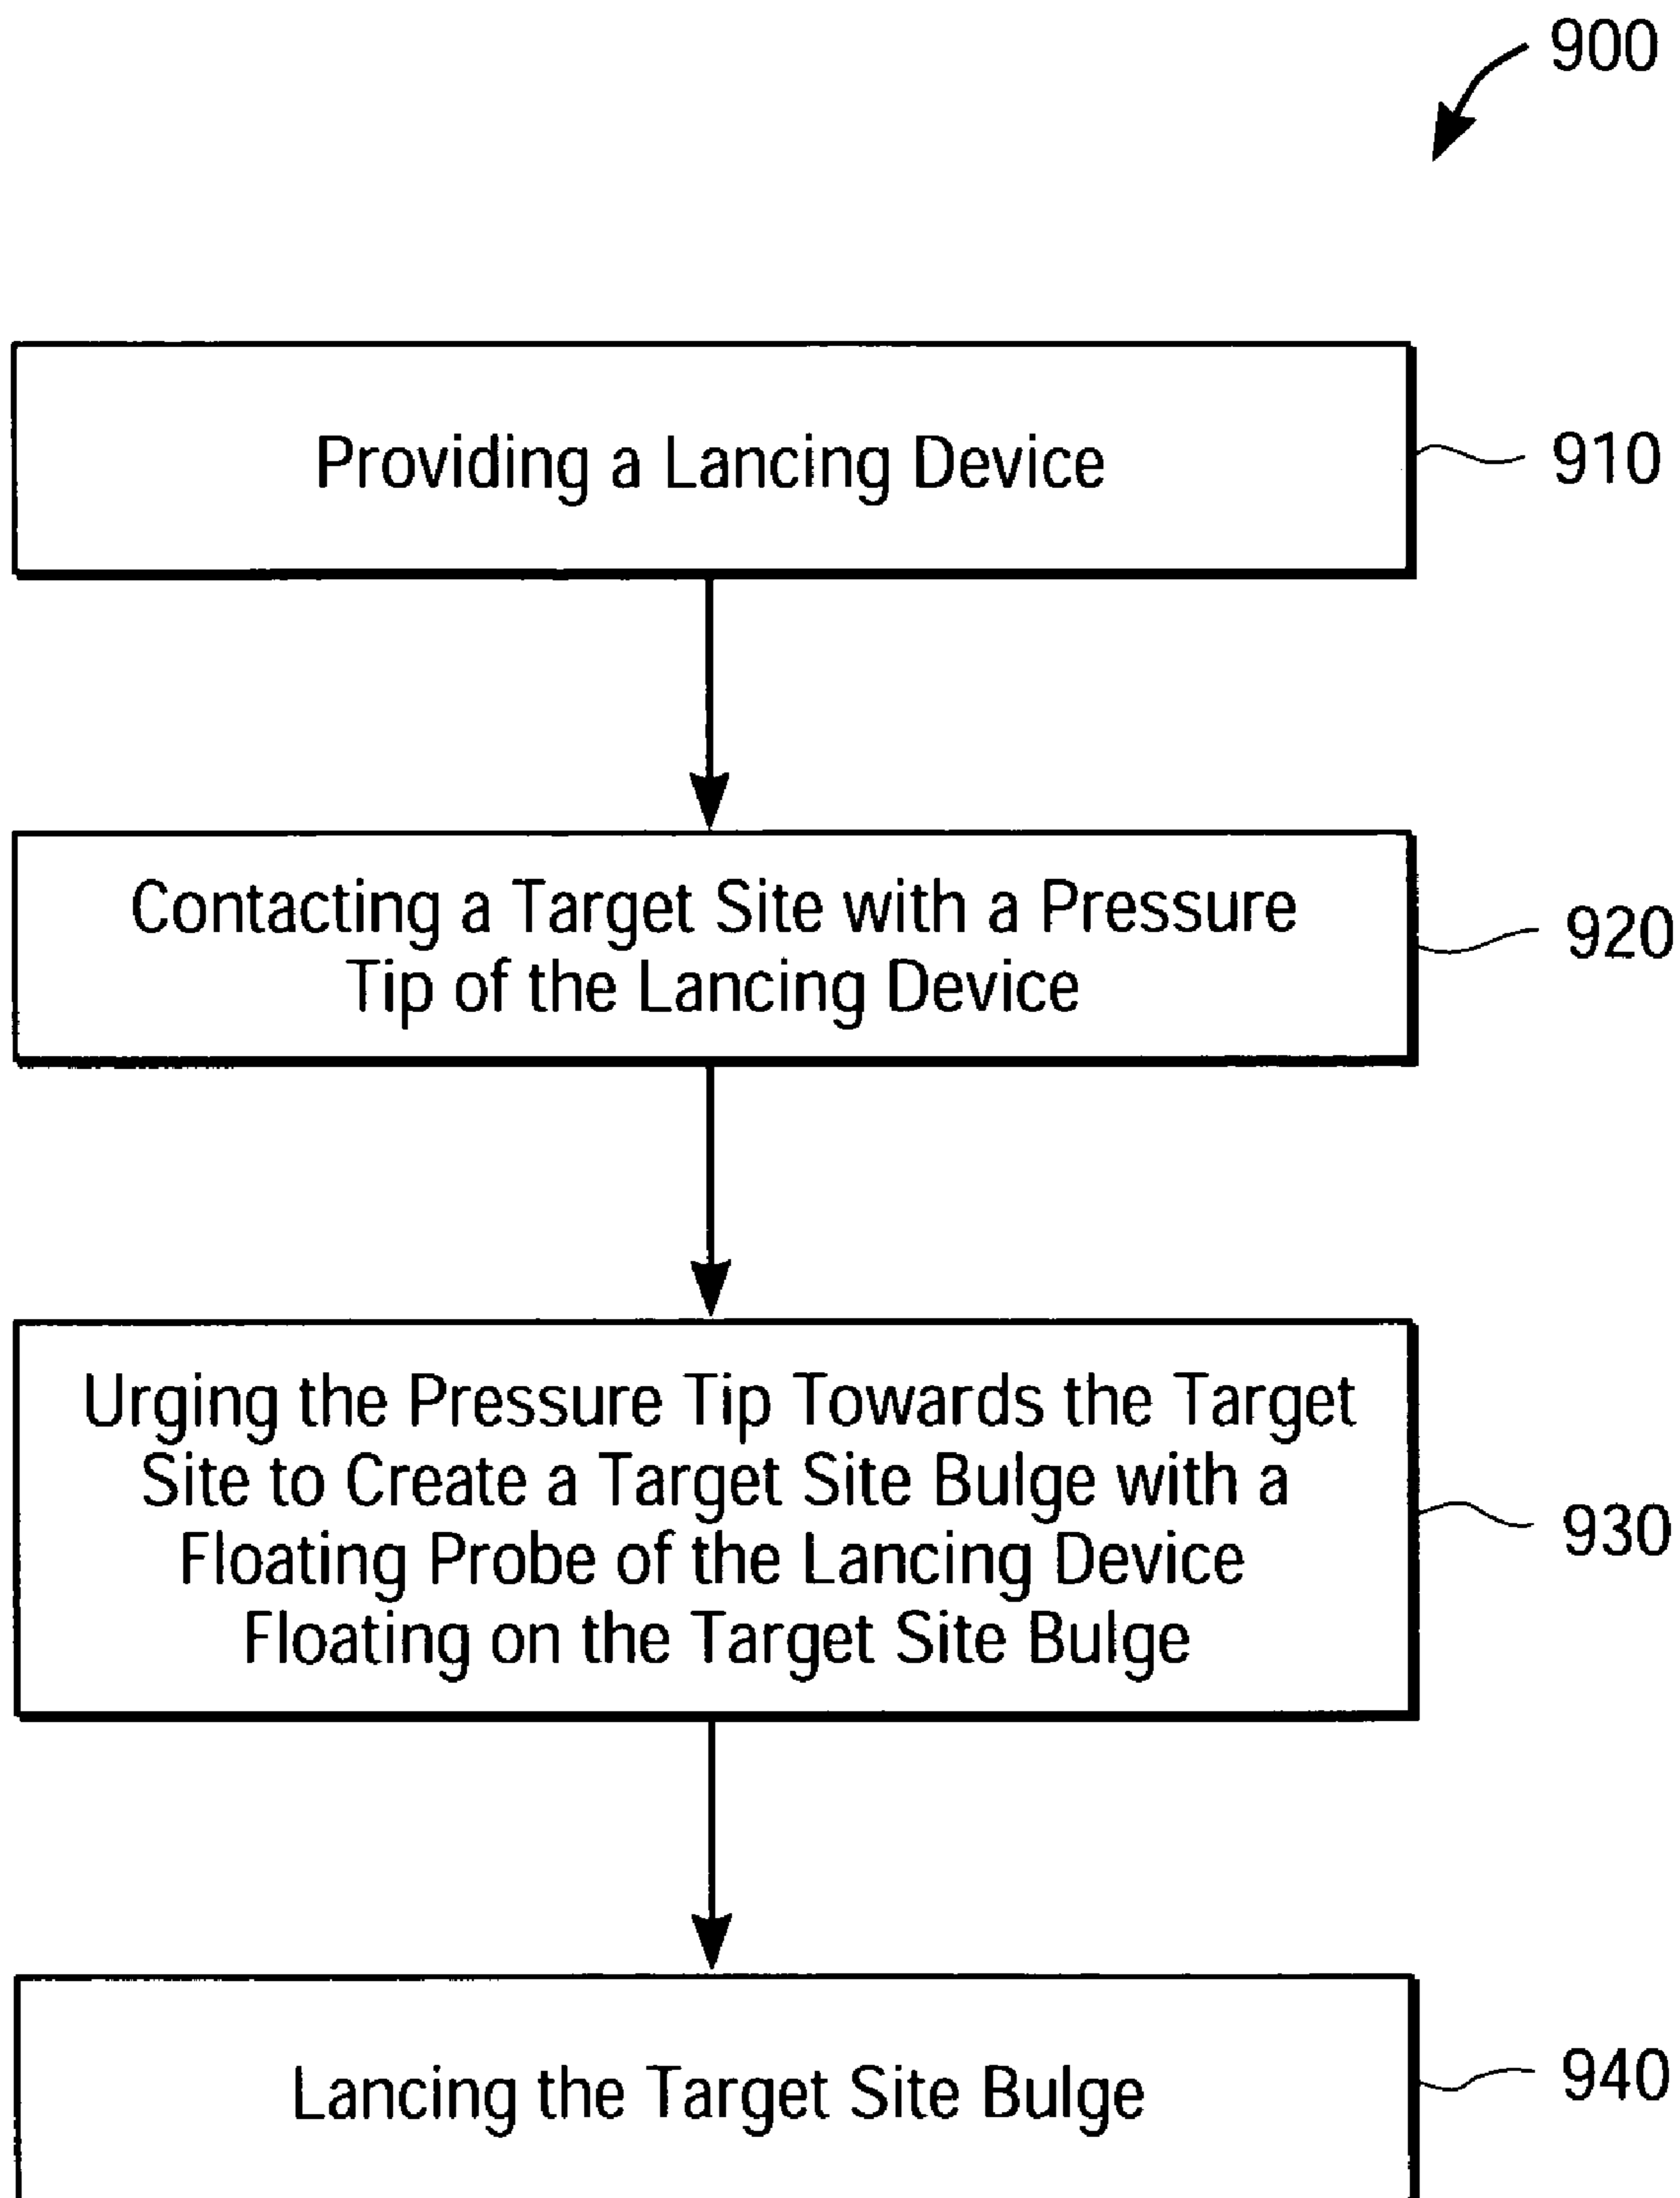 900
Providing a Lancing Device
910
Contacting a Target Site with a Pressure
Tip of the Lancing Device
920
Urging the Pressure Tip Towards the Target
Site to Create a Target Site Bulge with a
Floating Probe of the Lancing Device
Floating on the Target Site Bulge
930
Lancing the Target Site Bulge
940